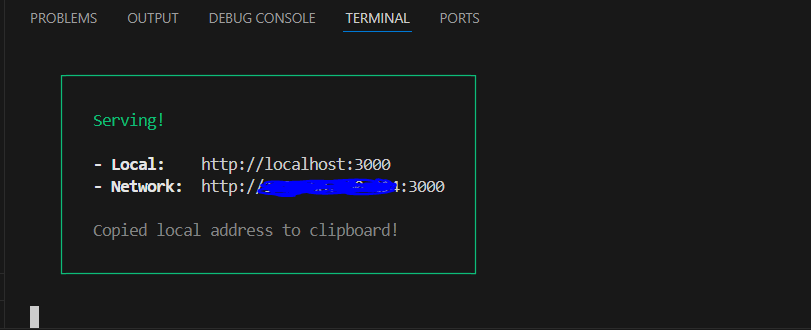 PROBLEMS OUTPUT DEBUG CONSOLE TERMINAL PORTS
Serving!
- Local: http://localhost:3000
- Network: http:// :3000
Copied local address to clipboard!